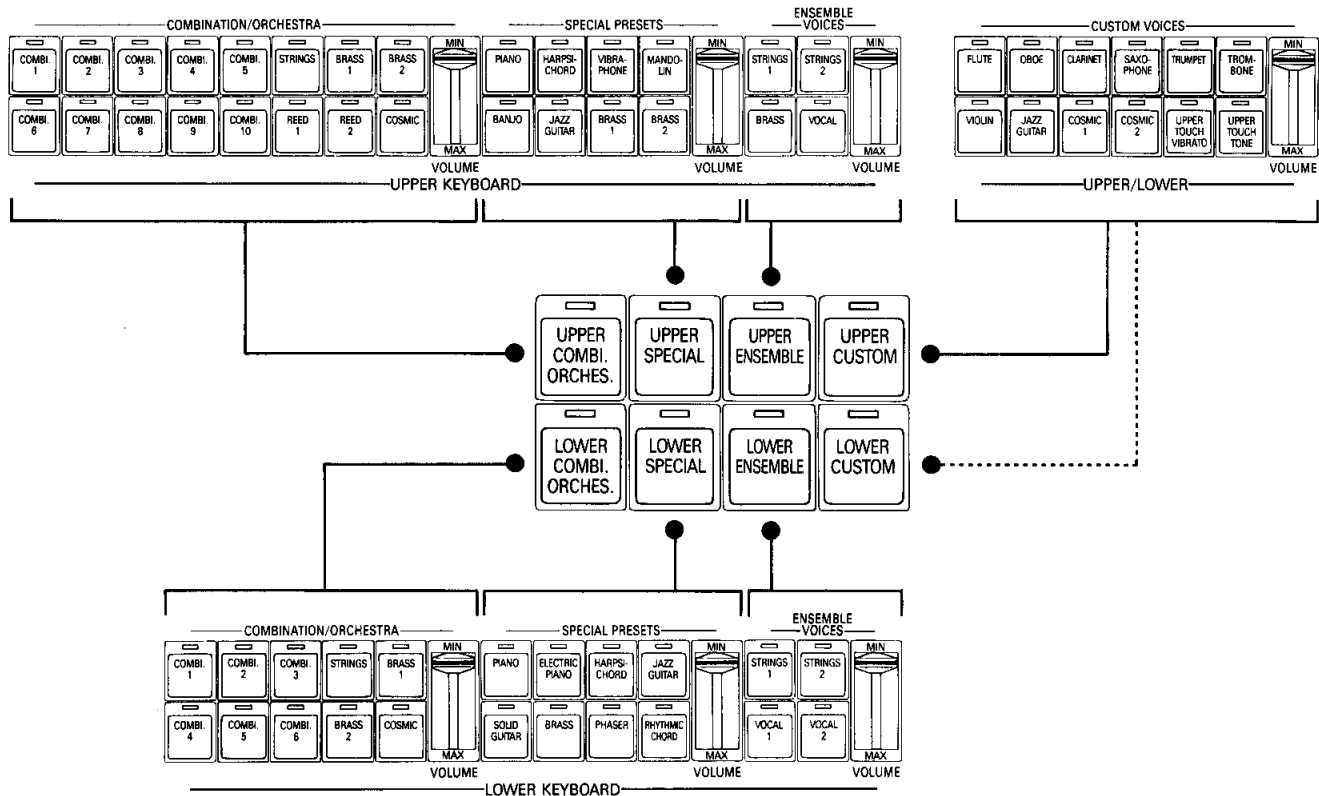 COMBINATION/ORCHESTRA
SPECIAL PRESETS
ENSEMBLE
VOICES
CUSTOM VOICES
COMBI.
1
COMBI.
2
COMBI.
3
COMBI.
4
COMBI.
5
STRINGS
BRASS
1
BRASS
2
MIN
PIANO
HARPSI-
CHORD
VIBRA-
PHONE
MANDO-
LIN
MIN
STRINGS
1
STRINGS
2
MIN
FLUTE
OBOE
CLARINET
SAXO-
PHONE
TRUMPET
TROM-
BONE
MIN
COMBI.
6
COMBI.
7
COMBI.
8
COMBI.
9
COMBI.
10
REED
1
REED
2
COSMIC
MAX
BANJO
JAZZ
GUITAR
BRASS
1
BRASS
2
MAX
BRASS
VOCAL
MAX
VIOLIN
JAZZ
GUITAR
COSMIC
1
COSMIC
2
UPPER
TOUCH
VIBRATO
UPPER
TOUCH
TONE
MAX
VOLUME
VOLUME
VOLUME
VOLUME
UPPER KEYBOARD
UPPER/LOWER
UPPER
COMBI.
ORCHES.
UPPER
SPECIAL
UPPER
ENSEMBLE
UPPER
CUSTOM
LOWER
COMBI.
ORCHES.
LOWER
SPECIAL
LOWER
ENSEMBLE
LOWER
CUSTOM
COMBINATION/ORCHESTRA
SPECIAL PRESETS
ENSEMBLE
VOICES
COMBI.
1
COMBI.
2
COMBI.
3
STRINGS
BRASS
1
MIN
PIANO
ELECTRIC
PIANO
HARPSI-
CHORD
JAZZ
GUITAR
MIN
STRINGS
1
STRINGS
2
MIN
COMBI.
4
COMBI.
5
COMBI.
6
BRASS
2
COSMIC
MAX
SOLID
GUITAR
BRASS
PHASER
RHYTHMIC
CHORD
MAX
VOCAL
1
VOCAL
2
MAX
VOLUME
VOLUME
VOLUME
LOWER KEYBOARD